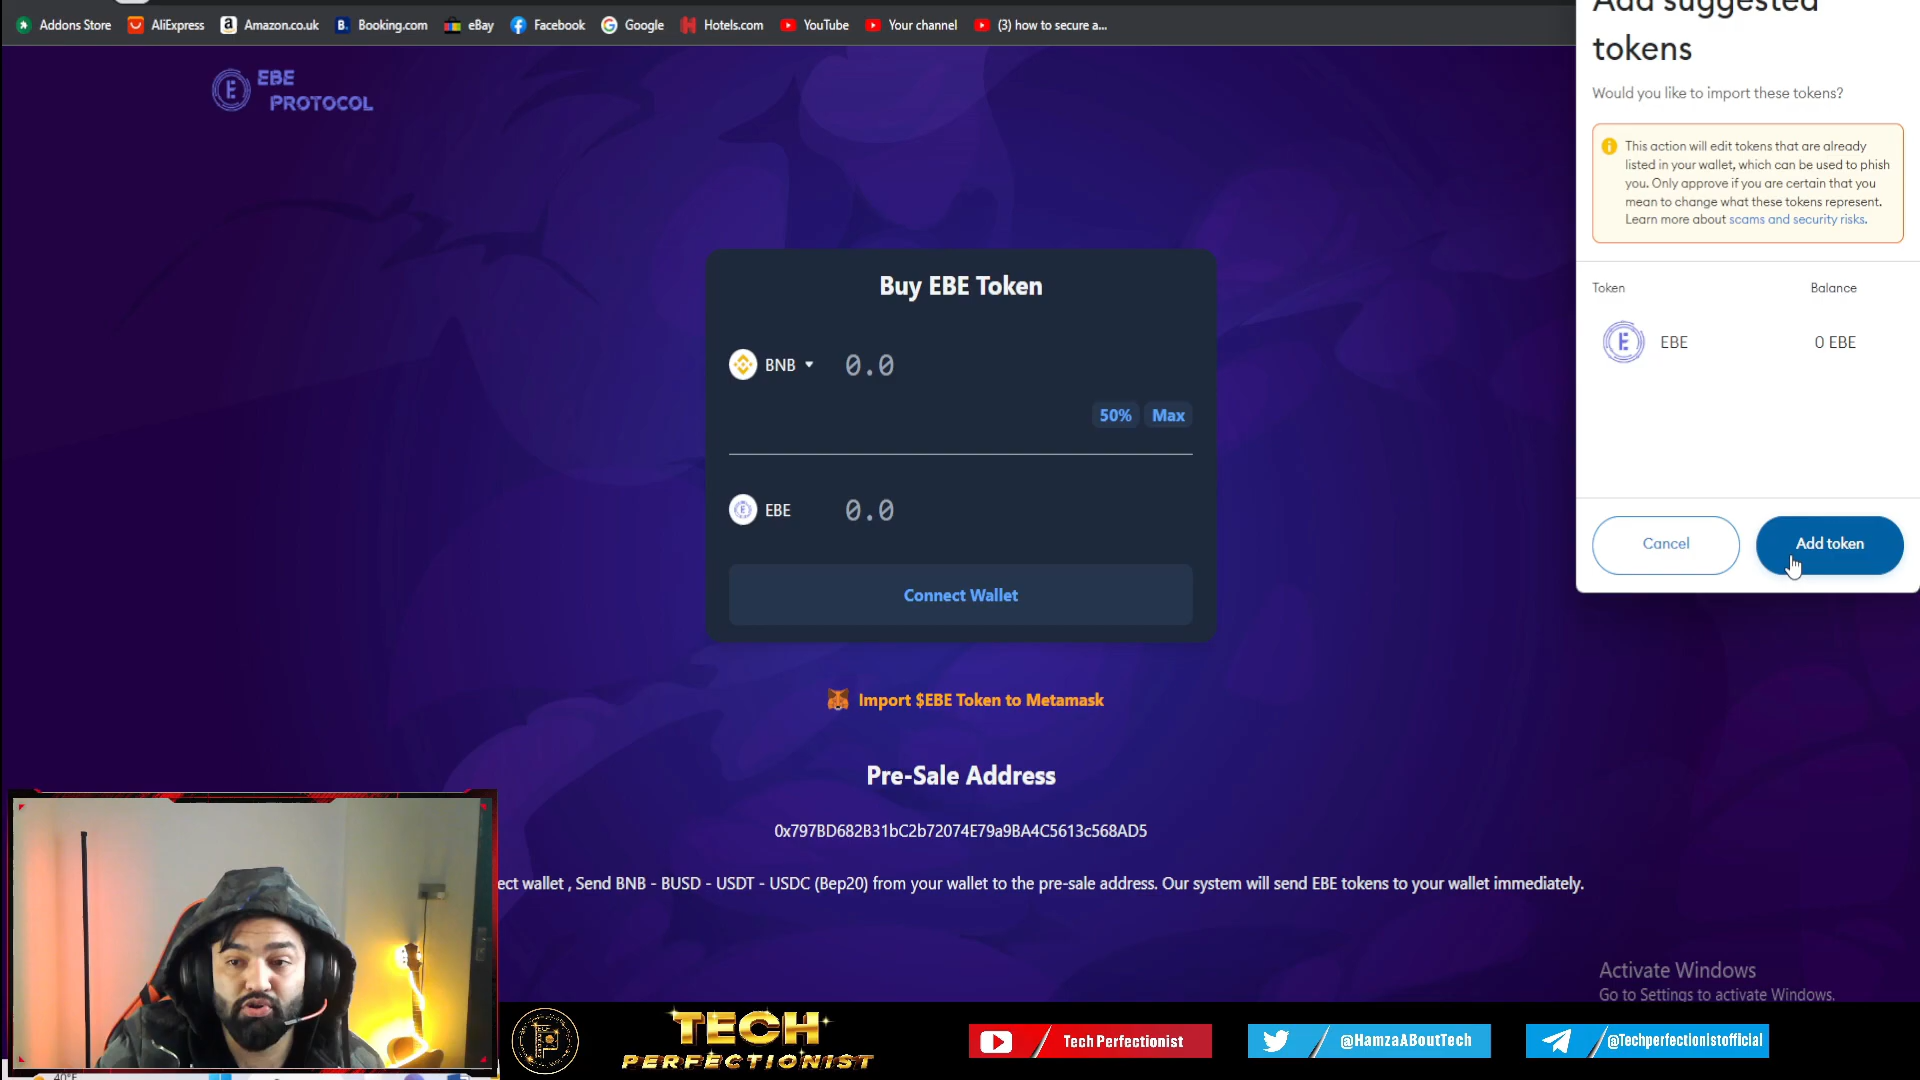 Addons Store
AliExpress
Amazon.co.uk
Booking.com
eBay
Facebook
Google
Hotels.com
YouTube
Your channel
(3) how to secure a...
EBE
PROTOCOL
Buy EBE Token
BNB
0.0
50%
Max
EBE
0.0
Connect Wallet
Import $EBE Token to Metamask
Pre-Sale Address
0x797BD682B31bC2b72074E79a9BA4C5613c568AD5
ect wallet , Send BNB - BUSD - USDT - USDC (Bep20) from your wallet to the pre-sale address. Our system will send EBE tokens to your wallet immediately.
Add suggested
tokens
Would you like to import these tokens?
This action will edit tokens that are already
listed in your wallet, which can be used to phish
you. Only approve if you are certain that you
mean to change what these tokens represent.
Learn more about scams and security risks.
Token
Balance
EBE
0 EBE
Cancel
Add token
Activate Windows
Go to Settings to activate Windows.
TECH
PERFECTIONIST
Tech Perfectionist
@HamzaABoutTech
@Techperfectionistofficial
40°F